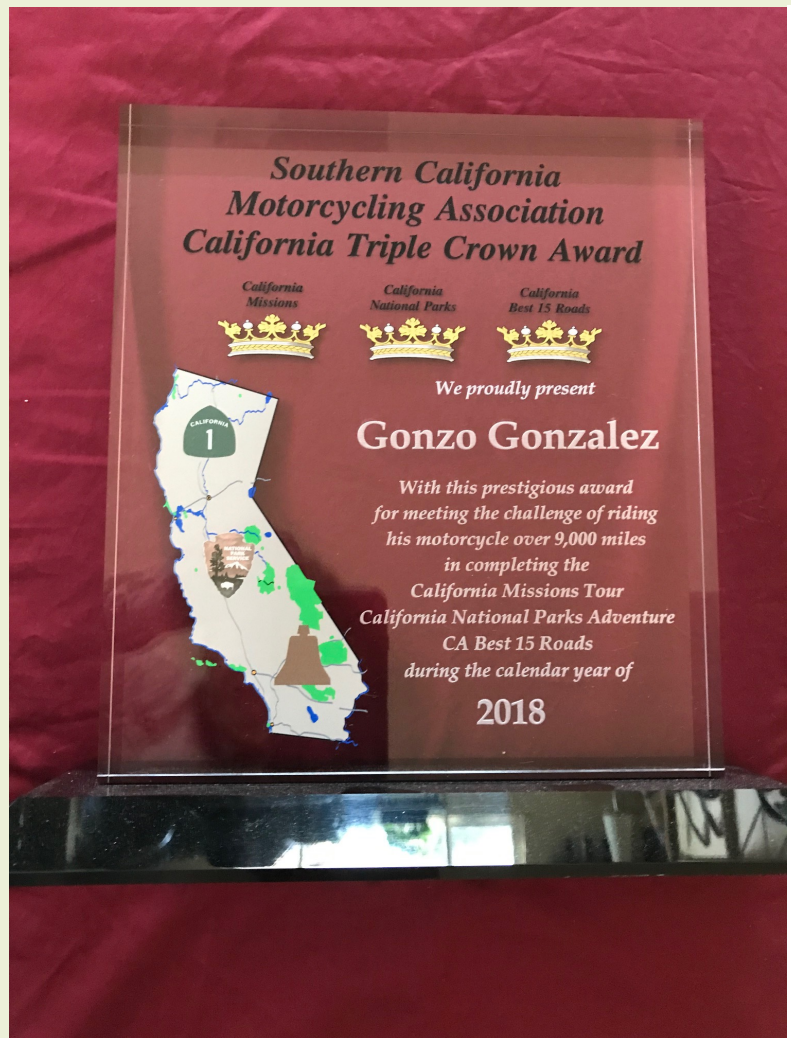 Southern California
Motorcycling Association
California Triple Crown Award
California
Missions
California
National Parks
California
Best 15 Roads
We proudly present
Gonzo Gonzalez
With this prestigious award
for meeting the challenge of riding
his motorcycle over 9,000 miles
in completing the
California Missions Tour
California National Parks Adventure
CA Best 15 Roads
during the calendar year of
2018
CALIFORNIA
1
NATIONAL
PARK
SERVICE